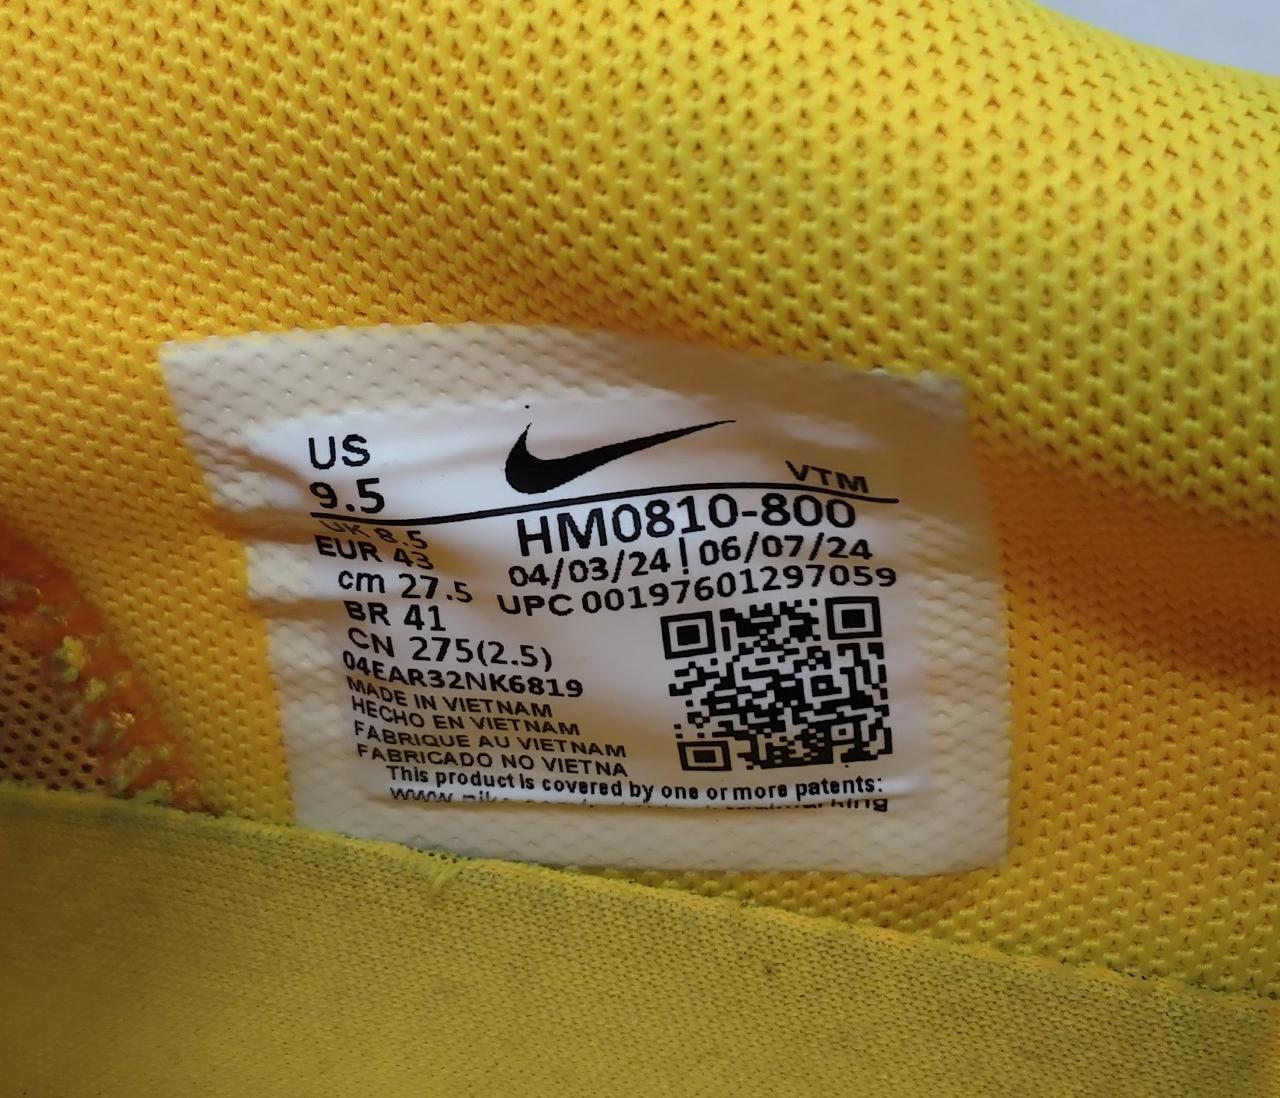 US
9.5
VTM
UK 8.5
EUR 43
cm 27.5
BR 41
CN 275(2.5)
HM0810-800
04/03/24 | 06/07/24
UPC 00197601297059
04EAR32NK6819
MADE IN VIETNAM
HECHO EN VIETNAM
FABRIQUE AU VIETNAM
FABRICADO NO VIETNA
This product is covered by one or more patents: